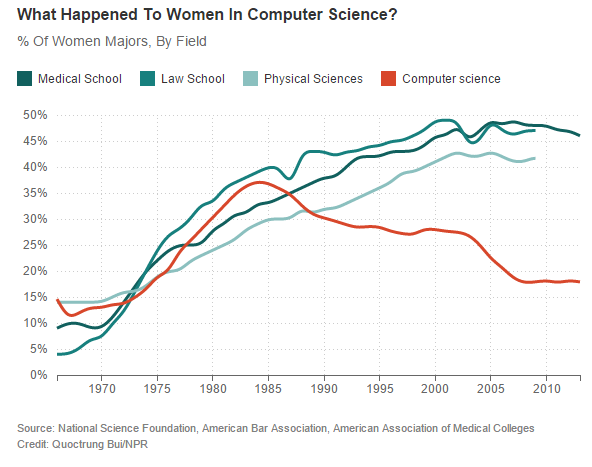 What Happened To Women In Computer Science?
% Of Women Majors, By Field
Medical School Law School Physical Sciences Computer science
50%
45%
40%
35%
30%
25%
20%
15%
10%
5%
0%
1970 1975 1980 1985 1990 1995 2000 2005 2010
Source: National Science Foundation, American Bar Association, American Association of Medical Colleges
Credit: Quoctrung Bui/NPR